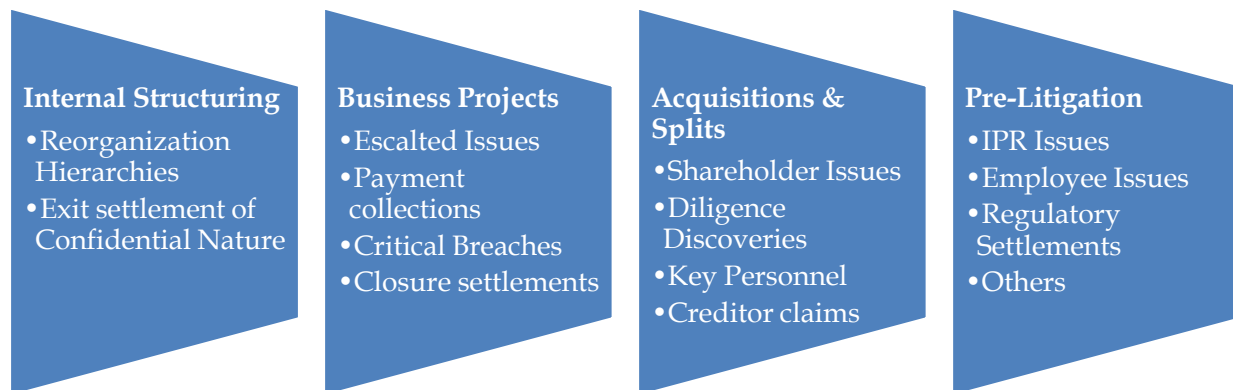 Internal Structuring
•Reorganization
Hierarchies
•Exit settlement of
Confidential Nature
Business Projects
•Escalted Issues
•Payment
collections
•Critical Breaches
•Closure settlements
Acquisitions &
Splits
•Shareholder Issues
•Diligence
Discoveries
•Key Personnel
•Creditor claims
Pre-Litigation
•IPR Issues
•Employee Issues
•Regulatory
Settlements
•Others